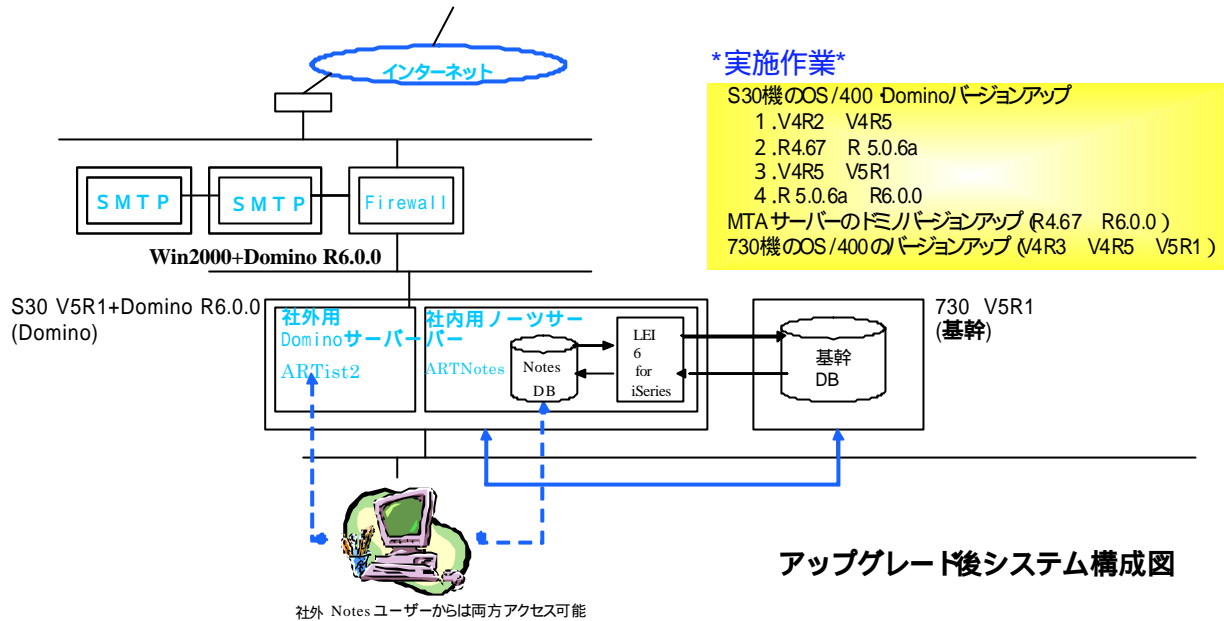 インターネット
*実施作業*
S30機のOS/400・Dominoバージョンアップ
1.V4R2 V4R5
2.R4.67 R 5.0.6a
3.V4R5 V5R1
4.R 5.0.6a R6.0.0
MTAサーバーのドミノバージョンアップ(R4.67 R6.0.0)
730機のOS/400のバージョンアップ(V4R3 V4R5 V5R1)
SMTP
SMTP
Firewall
Win2000+Domino R6.0.0
S30 V5R1+Domino R6.0.0
(Domino)
社外用
Dominoサーバー
ARTist2
社内用ノーツサー
バー
ARTNotes
Notes
DB
LEI
6
for
iSeries
基幹
DB
730 V5R1
(基幹)
アップグレード後システム構成図
社外 Notesユーザーからは両方アクセス可能